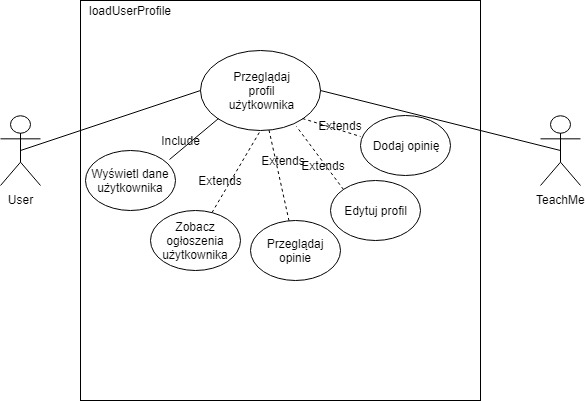 loadUserProfile
Przeglądaj
profil
użytkownika
Extends
Dodaj opinię
Include
Extends
Extends
Wyświetl dane
użytkownika
Extends
User
TeachMe
Edytuj profil
Zobacz
ogłoszenia
użytkownika
Przeglądaj
opinie